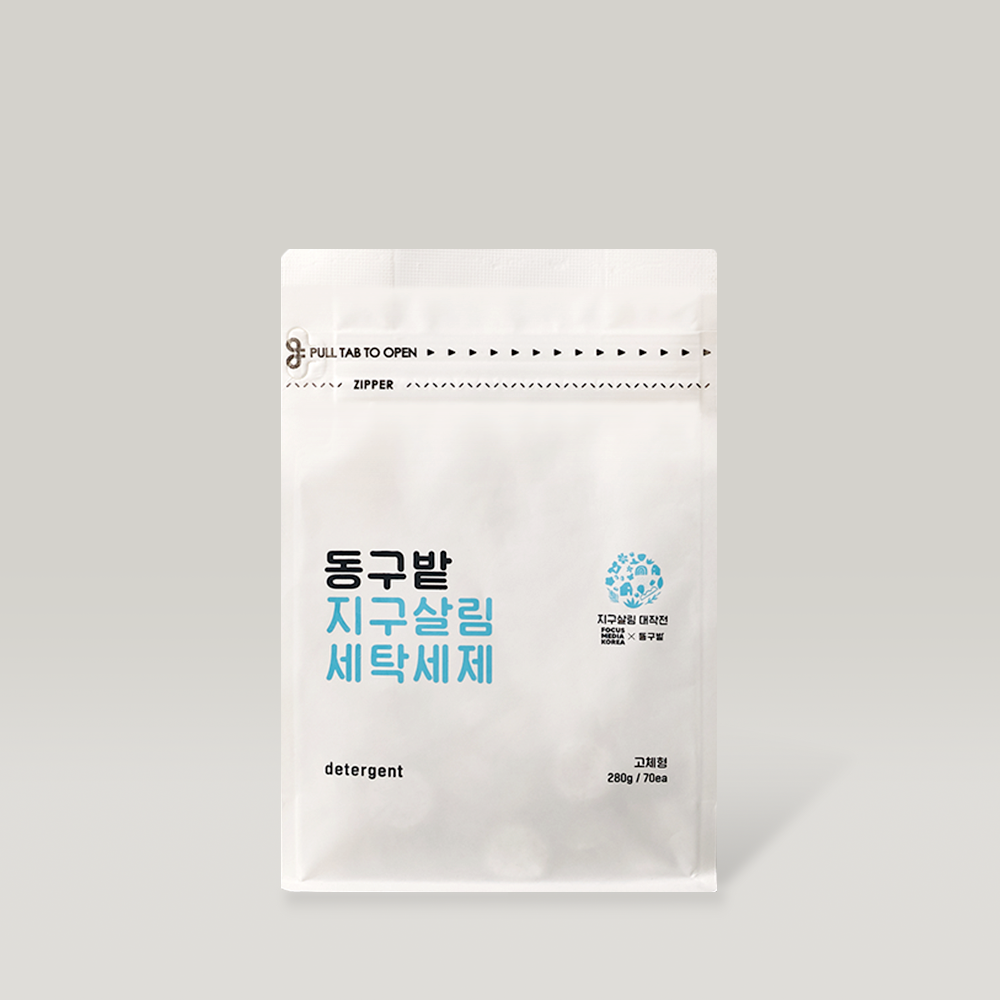 PULL TAB TO OPEN
ZIPPER
동구밭
지구살림
세탁세제
지구살림 대작전
FOCUS
MEDIA
KOREA
× 동구밭
detergent
고체형
280g / 70ea